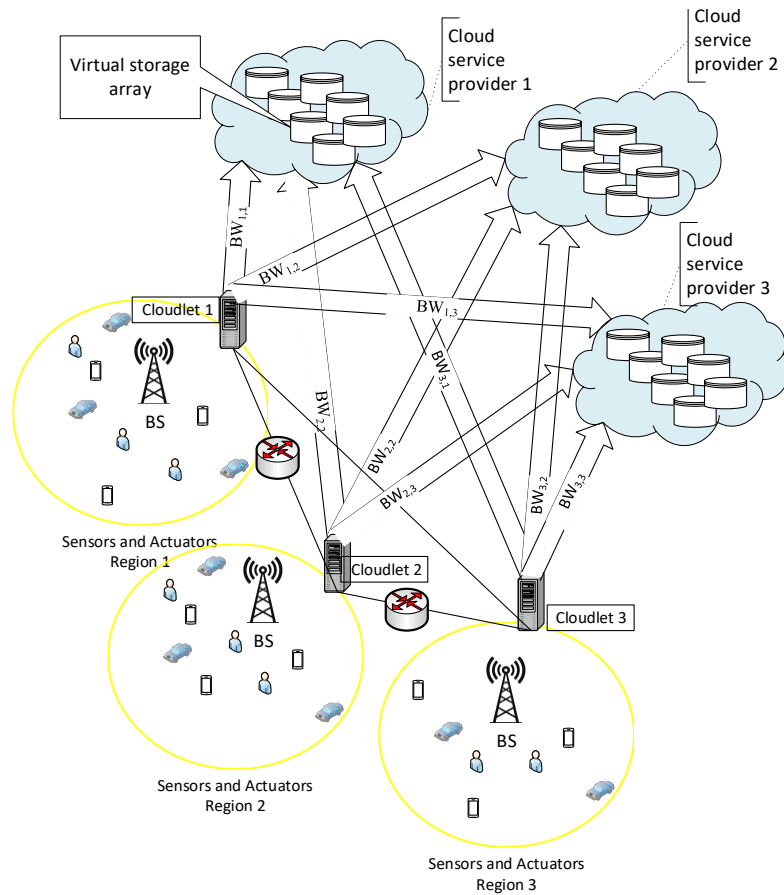 Cloud
service
provider 1
Cloud
service
provider 2
Virtual storage
array
Cloud
service
provider 3
BW1,1
BW1,2
BW1,3
BW3,1
BW2,2
BW2,2
BW2,3
BW3,2
BW3,3
Cloudlet 1
BS
Sensors and Actuators
Region 1
Cloudlet 2
BS
Cloudlet 3
BS
Sensors and Actuators
Region 2
Sensors and Actuators
Region 3